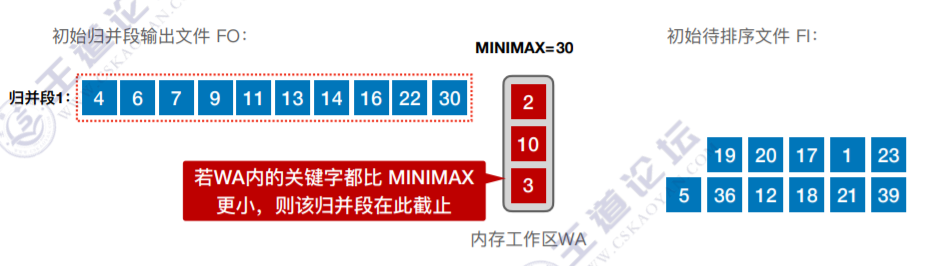 初始归并段输出文件 FO：
MINIMAX=30
初始待排序文件 FI：
归并段1：
4 6 7 9 11 13 14 16 22 30
2
10
3
19 20 17 1 23
5 36 12 18 21 39
若WA内的关键字都比 MINIMAX
更小，则该归并段在此截止
内存工作区WA
王道论坛
王道论坛
WWW.CSKAOYAN.COM